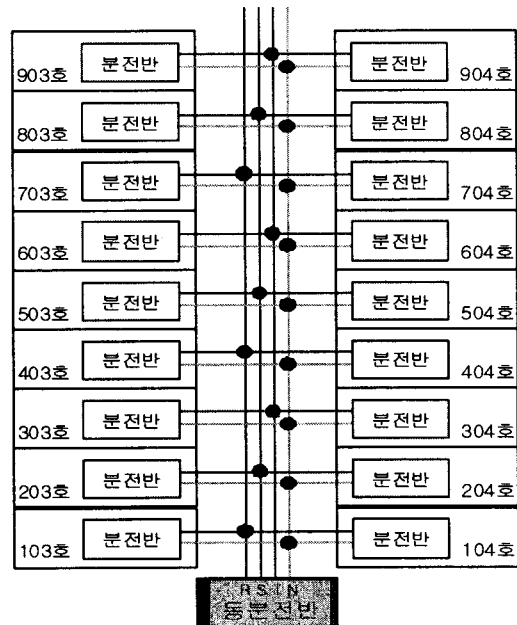 분전반 분전반
903호 904호
분전반 분전반
803호 804호
분전반 분전반
703호 704호
분전반 분전반
603호 604호
분전반 분전반
503호 504호
분전반 분전반
403호 404호
분전반 분전반
303호 304호
분전반 분전반
203호 204호
분전반 분전반
103호 104호
R S T N
동분전반